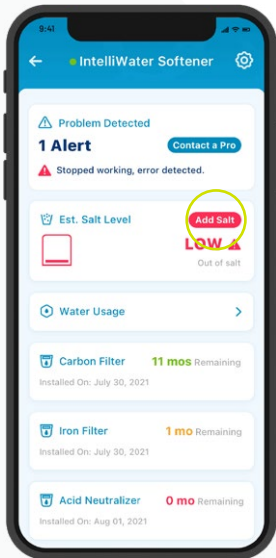 9:41
IntelliWater Softener
Problem Detected
1 Alert
Contact a Pro
Stopped working, error detected.
Est. Salt Level
Add Salt
LOW
Out of salt
Water Usage
Carbon Filter 11 mos Remaining
Installed On: July 30, 2021
Iron Filter 1 mo Remaining
Installed On: July 30, 2021
Acid Neutralizer 0 mo Remaining
Installed On: Aug 01, 2021